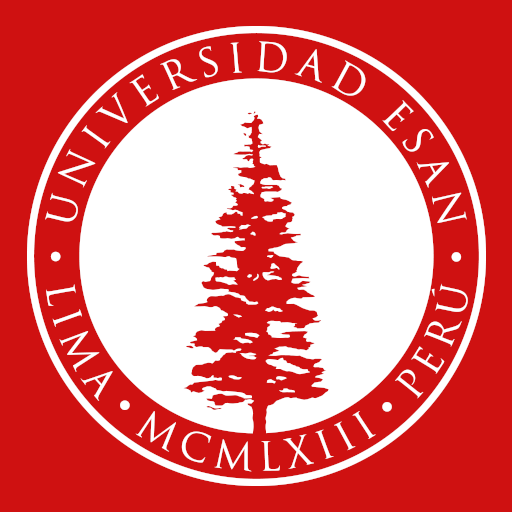 UNIVERSIDAD ESAN
LIMA • MCMLXIII • PERÚ